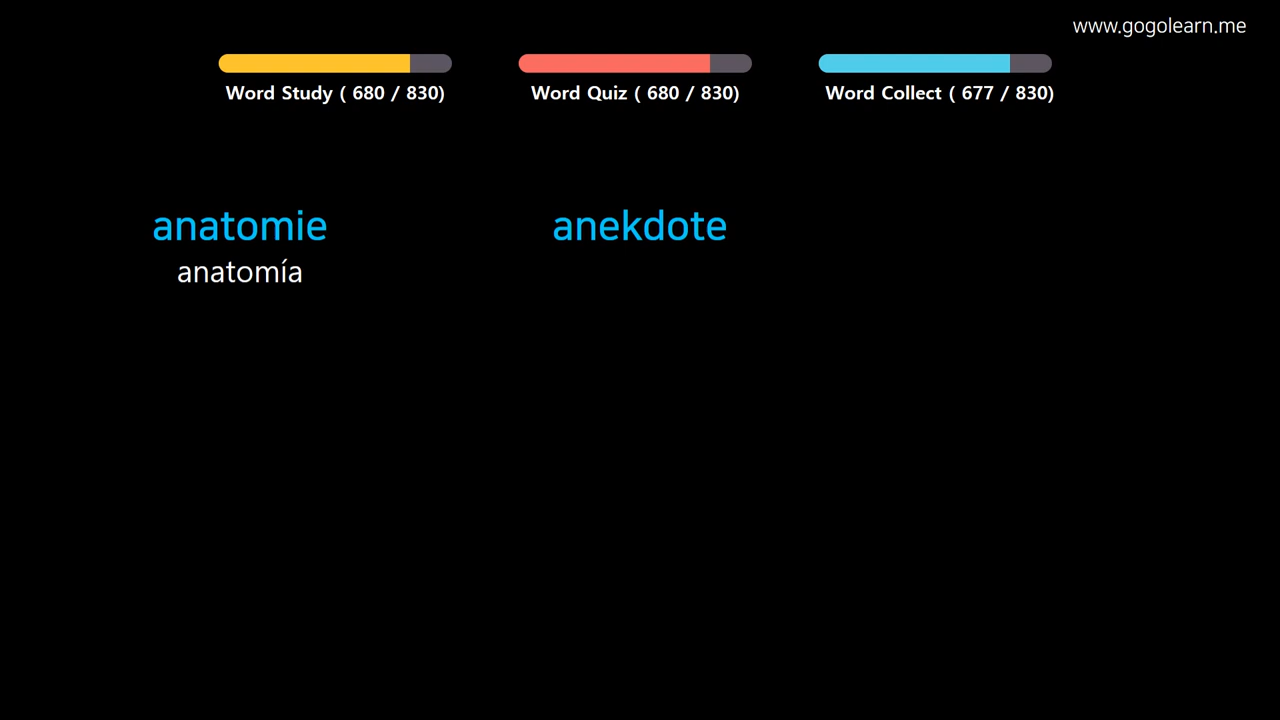 www.gogolearn.me
Word Study ( 680 / 830)
Word Quiz ( 680 / 830)
Word Collect ( 677 / 830)
anatomie
anatomía
anekdote